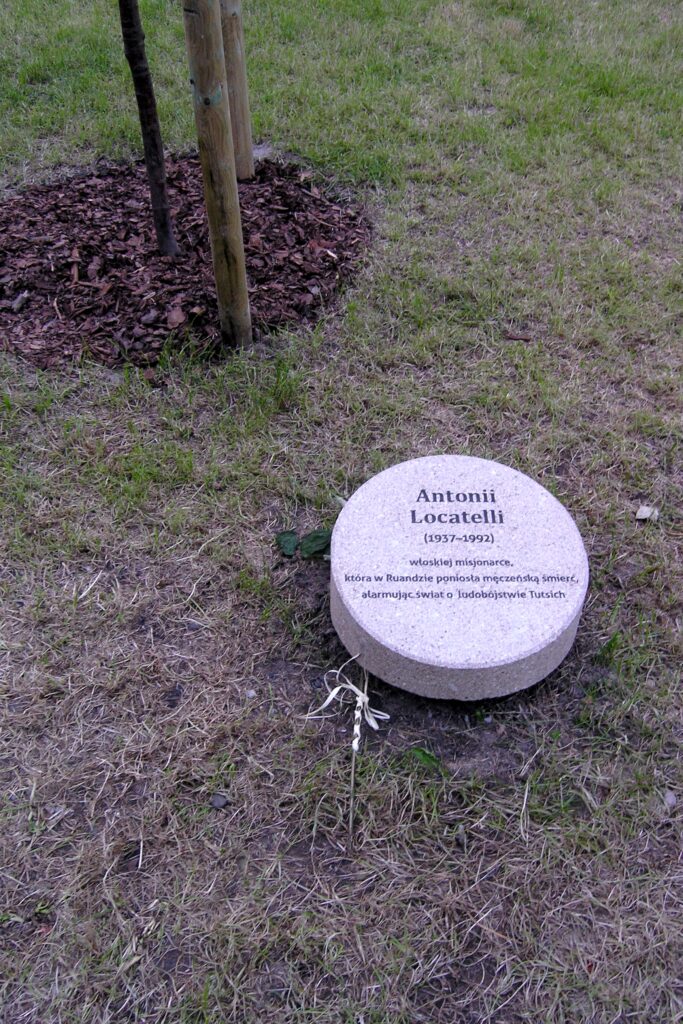 Antonii
Locatelli
(1937–1992)
włoskiej misjonarce,
która w Ruandzie poniosła męczeńską śmierć,
alarmując świat o ludobójstwie Tutsich